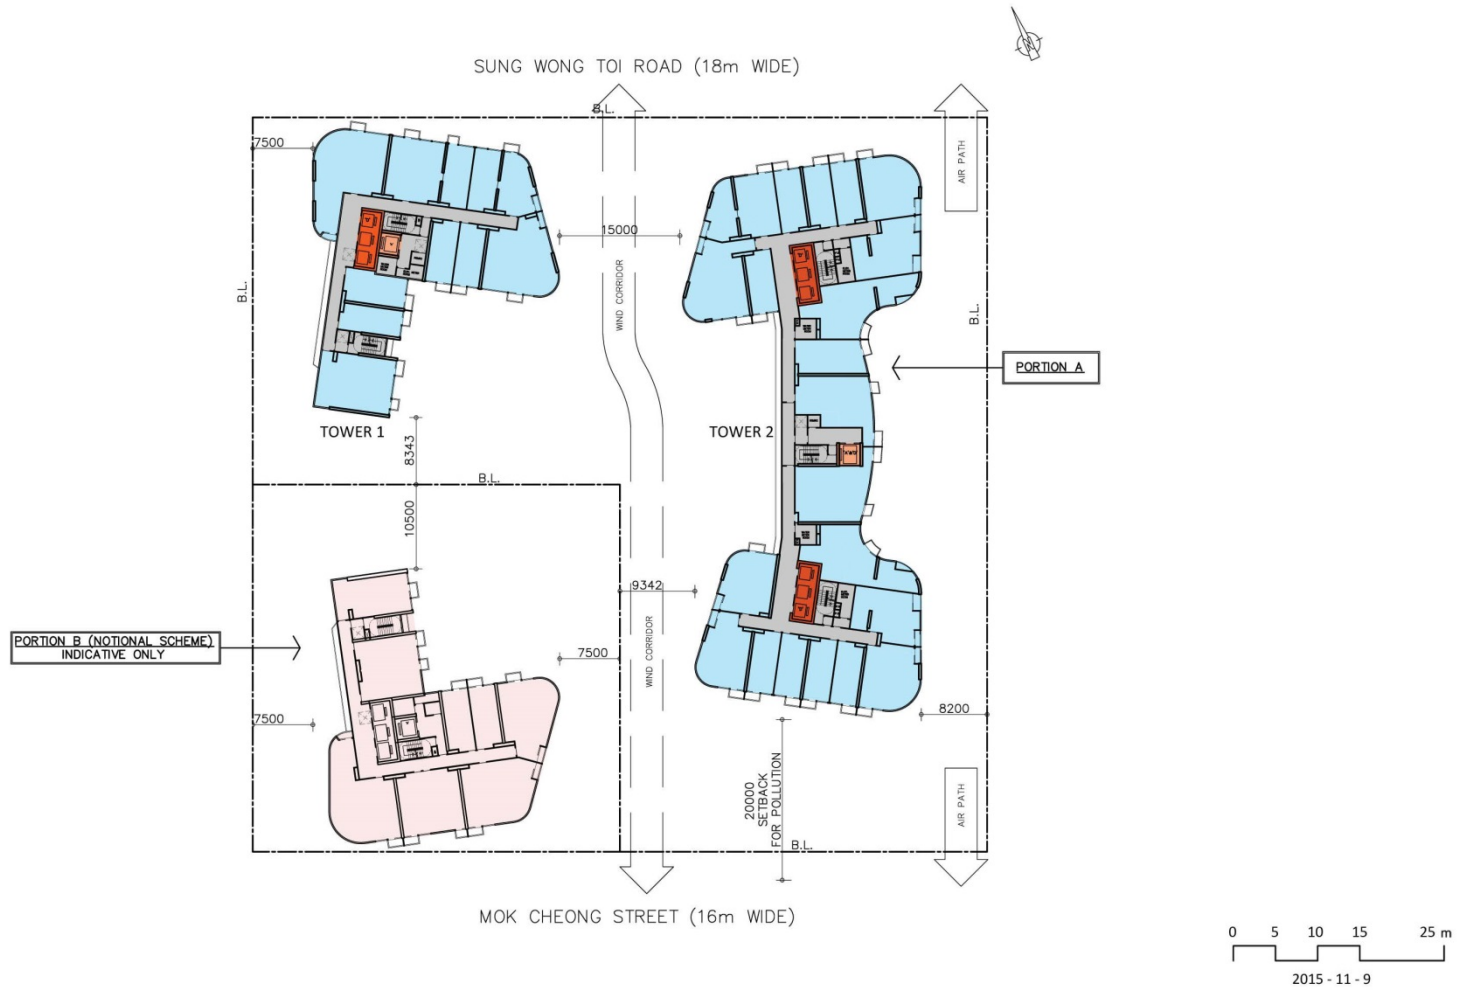 SUNG WONG TOI ROAD (18m WIDE)
B.L.
7500
AIR PATH
15000
WIND CORRIDOR
B.L.
B.L.
PORTION A
TOWER 1
TOWER 2
8343
B.L.
10500
9342
PORTION B (NOTIONAL SCHEME)
INDICATIVE ONLY
WIND CORRIDOR
7500
7500
8200
20000
SETBACK
FOR POLLUTION
AIR PATH
B.L.
MOK CHEONG STREET (16m WIDE)
0 5 10 15 25 m
2015 - 11 - 9